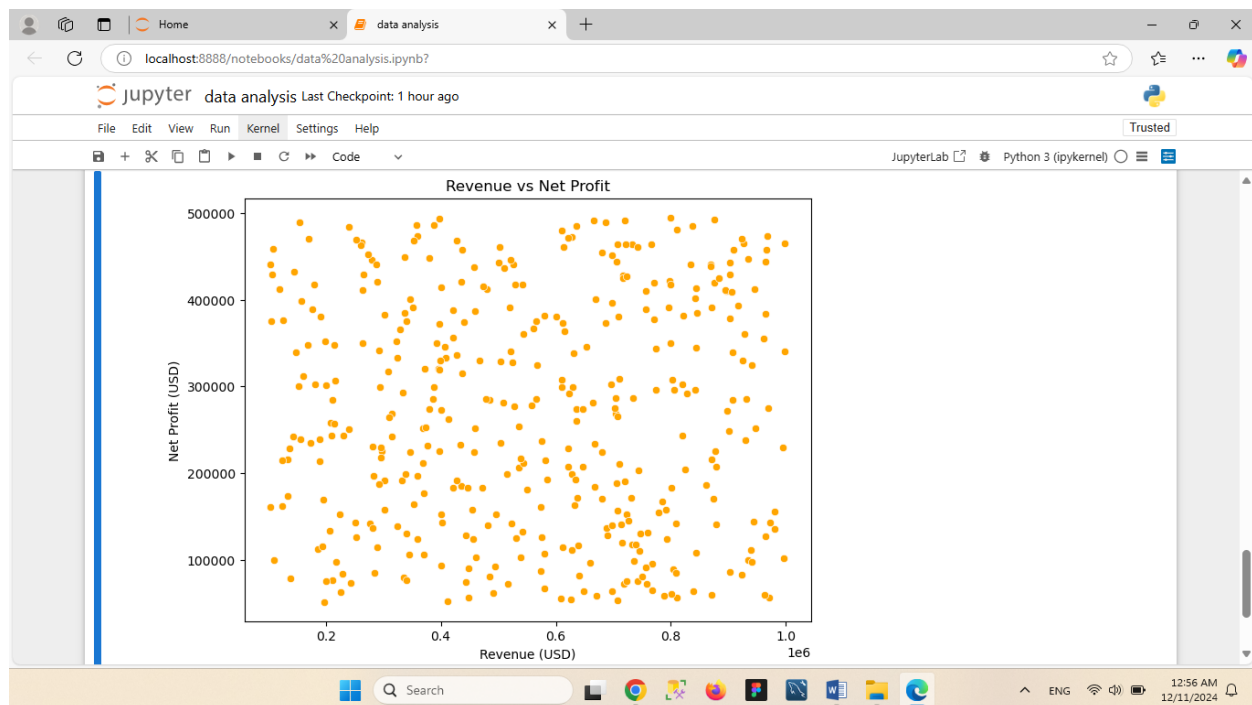 Home
data analysis
localhost:8888/notebooks/data%20analysis.ipynb?
jupyter data analysis Last Checkpoint: 1 hour ago
File Edit View Run Kernel Settings Help
Trusted
Code
JupyterLab
Python 3 (ipykernel)
Revenue vs Net Profit
500000
400000
300000
200000
100000
Net Profit (USD)
0.2 0.4 0.6 0.8 1.0
1e6
Revenue (USD)
Search
ENG
12:56 AM
12/11/2024